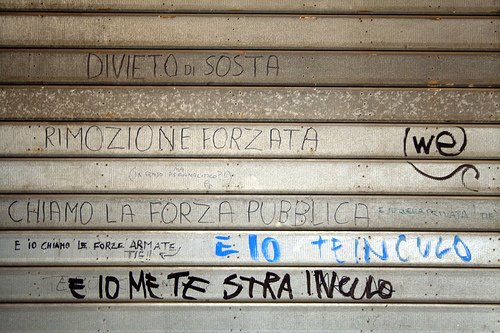 DIVIETO DI SOSTA
RIMOZIONE FORZATA (we)
CHIAMO LA FORZA PUBBLICA
E IO CHIAMO LE FORZE ARMATE, TIE!! E IO TE INCULO
E IO ME TE STRA INCULO